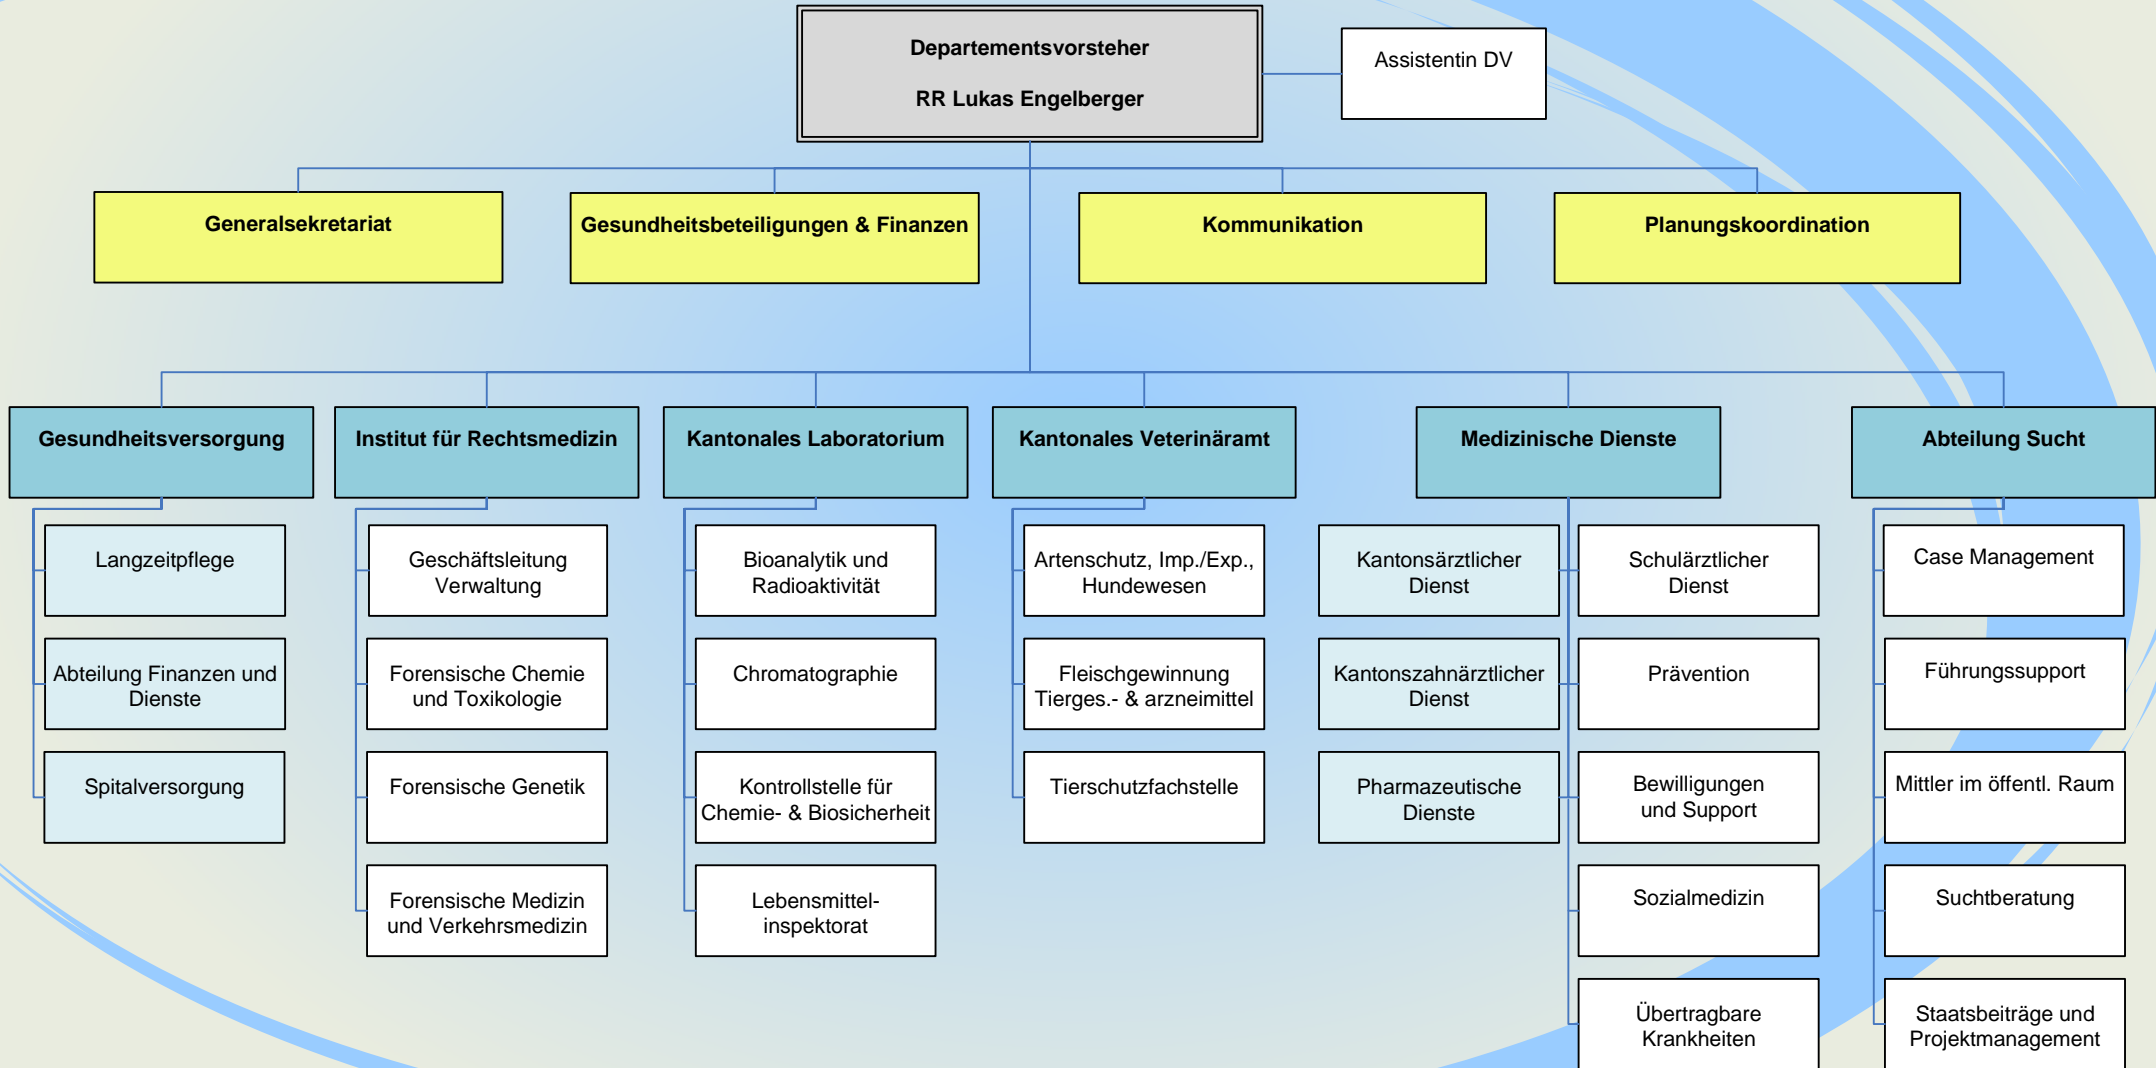 Departementsvorsteher
RR Lukas Engelberger
Assistentin DV
Generalsekretariat
Gesundheitsbeteiligungen & Finanzen
Kommunikation
Planungskoordination
Gesundheitsversorgung
Institut für Rechtsmedizin
Kantonales Laboratorium
Kantonales Veterinäramt
Medizinische Dienste
Abteilung Sucht
Langzeitpflege
Abteilung Finanzen und
Dienste
Spitalversorgung
Geschäftsleitung
Verwaltung
Forensische Chemie
und Toxikologie
Forensische Genetik
Forensische Medizin
und Verkehrsmedizin
Bioanalytik und
Radioaktivität
Chromatographie
Kontrollstelle für
Chemie- & Biosicherheit
Lebensmittel-
inspektorat
Artenschutz, Imp./Exp.,
Hundewesen
Fleischgewinnung
Tierges.- & arzneimittel
Tierschutzfachstelle
Kantonsärztlicher
Dienst
Kantonszahnärztlicher
Dienst
Pharmazeutische
Dienste
Schulärztlicher
Dienst
Prävention
Bewilligungen
und Support
Sozialmedizin
Übertragbare
Krankheiten
Case Management
Führungssupport
Mittler im öffentl. Raum
Suchtberatung
Staatsbeiträge und
Projektmanagement